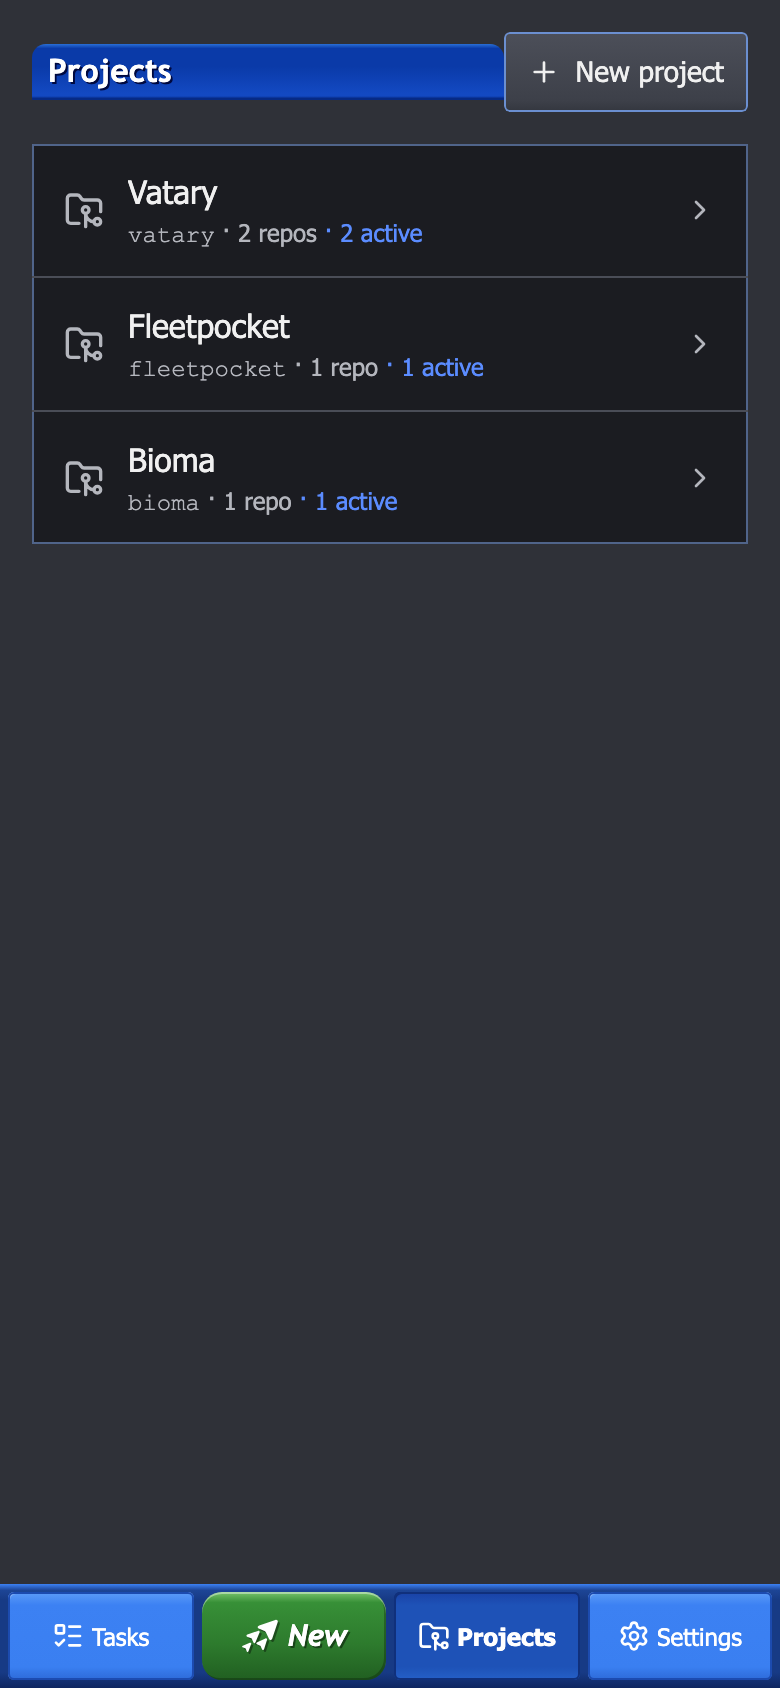 Projects
New project
Vatary
vatary · 2 repos · 2 active
Fleetpocket
fleetpocket · 1 repo · 1 active
Bioma
bioma · 1 repo · 1 active
Tasks
New
Projects
Settings